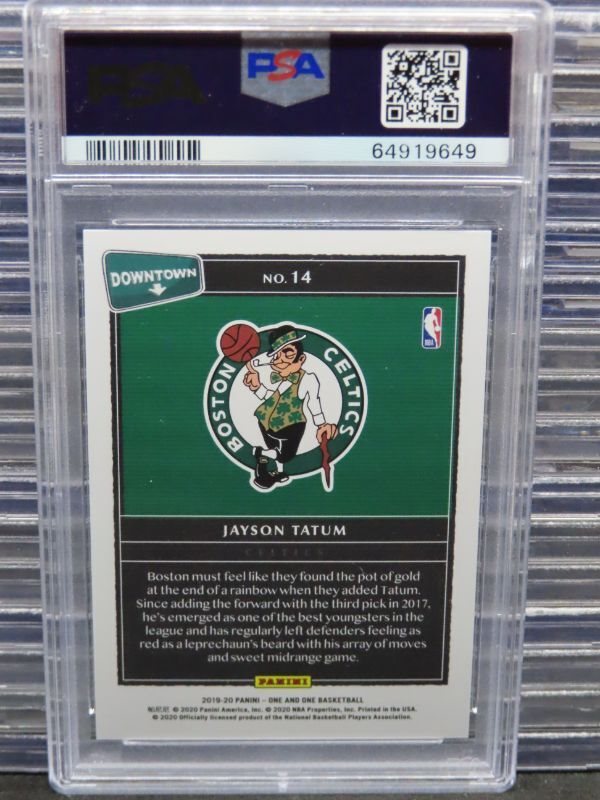 PSA
PSA
64919649
DOWNTOWN
NO. 14
NBA
BOSTON CELTICS
JAYSON TATUM
CELTICS
Boston must feel like they found the pot of gold
at the end of a rainbow when they added Tatum.
Since adding the forward with the third pick in 2017,
he's emerged as one of the best youngsters in the
league and has regularly left defenders feeling as
red as a leprechaun's beard with his array of moves
and sweet midrange game.
PANINI
2019-20 PANINI – ONE AND ONE BASKETBALL
© 2020 Panini America, Inc. © 2020 NBA Properties, Inc. Printed in the USA.
© 2020 Officially licensed product of the National Basketball Players Association.